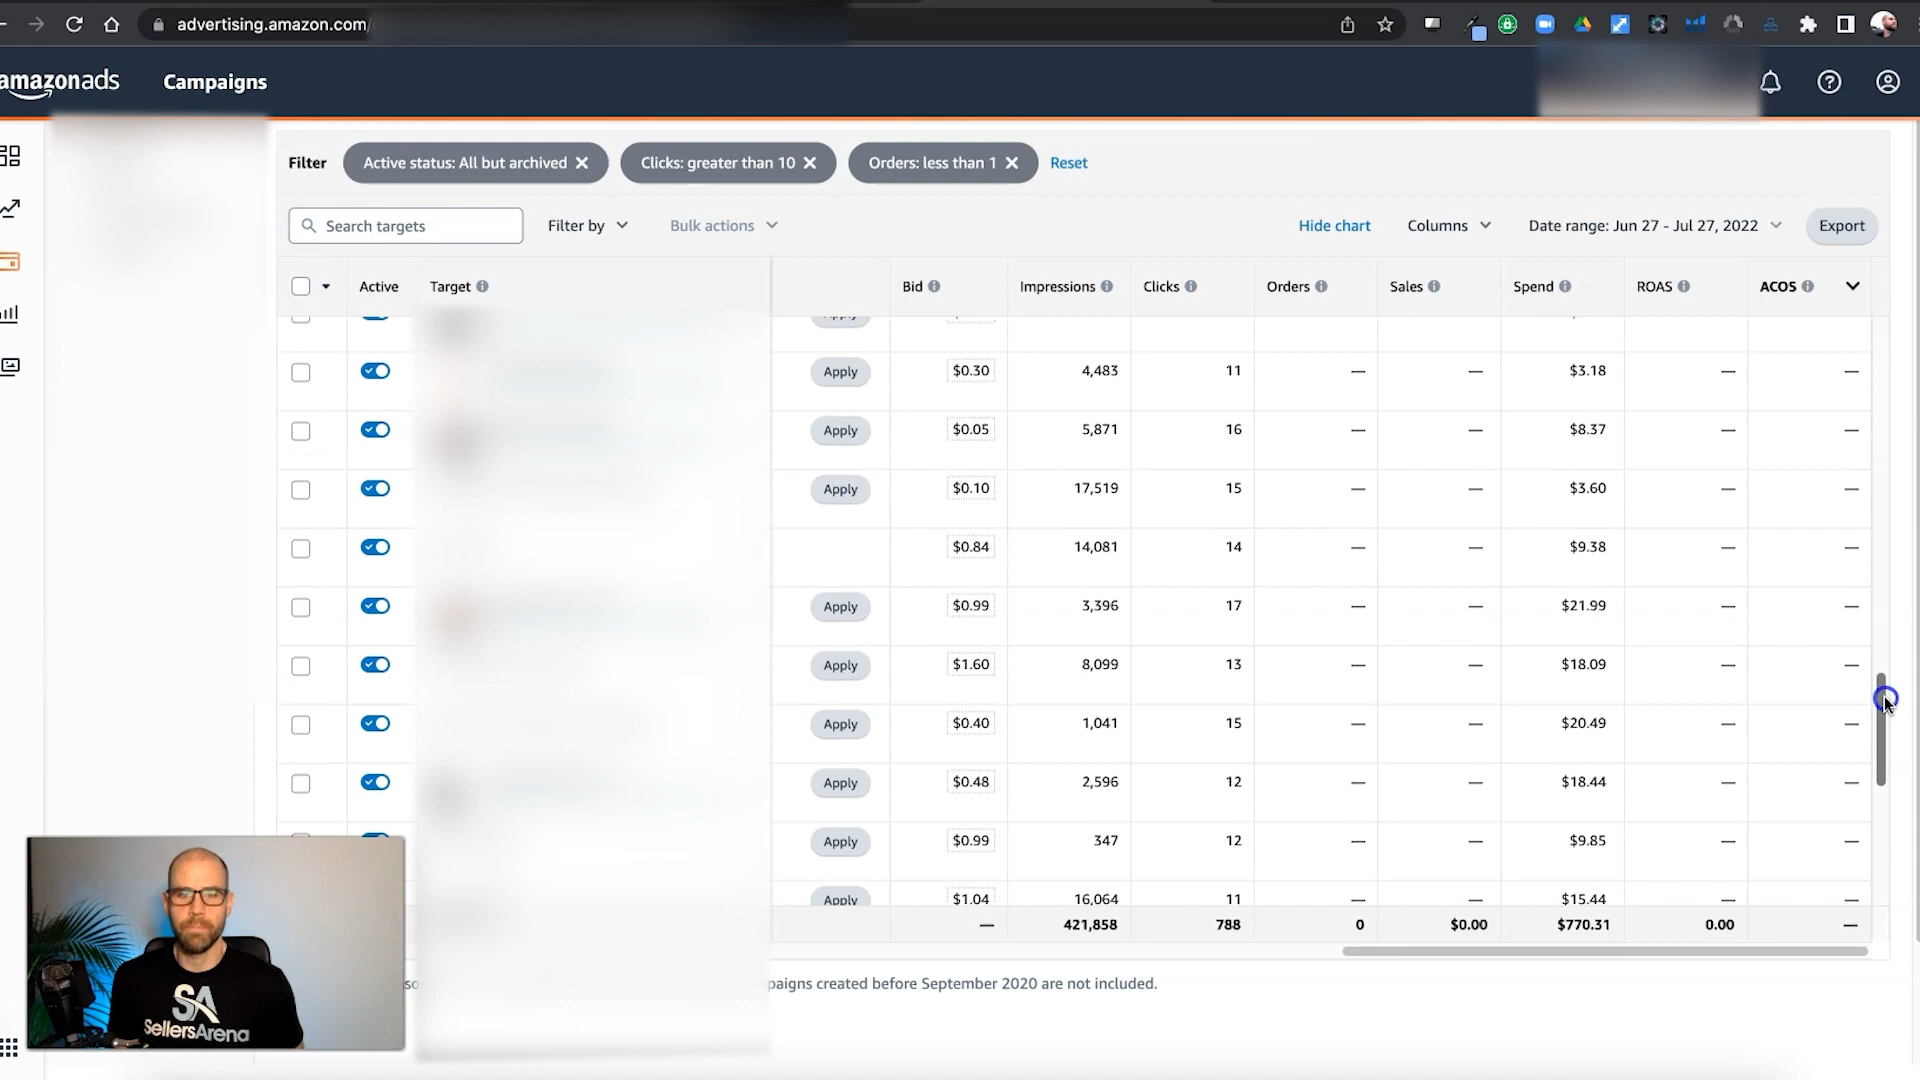 advertising.amazon.com/
amazonads Campaigns
Filter Active status: All but archived Clicks: greater than 10 Orders: less than 1 Reset
Search targets Filter by Bulk actions Hide chart Columns Date range: Jun 27 - Jul 27, 2022 Export
Active Target Bid Impressions Clicks Orders Sales Spend ROAS ACOS
Apply $0.30 4,483 11 — — $3.18 — —
Apply $0.05 5,871 16 — — $8.37 — —
Apply $0.10 17,519 15 — — $3.60 — —
$0.84 14,081 14 — — $9.38 — —
Apply $0.99 3,396 17 — — $21.99 — —
Apply $1.60 8,099 13 — — $18.09 — —
Apply $0.40 1,041 15 — — $20.49 — —
Apply $0.48 2,596 12 — — $18.44 — —
Apply $0.99 347 12 — — $9.85 — —
Apply $1.04 16,064 11 — — $15.44 — —
— 421,858 788 0 $0.00 $770.31 0.00 —
created before September 2020 are not included.
SA
SellersArena